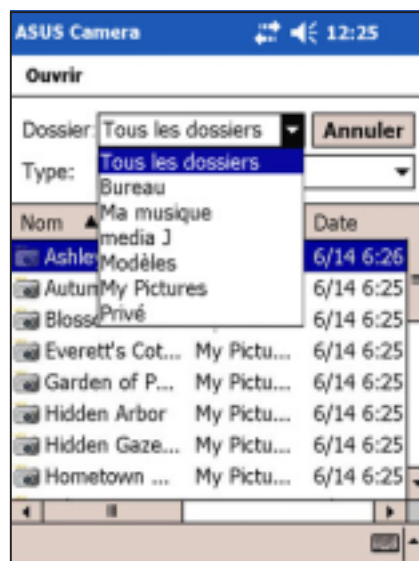 ASUS Camera 12:25
Ouvrir
Dossier: Tous les dossiers Annuler
Tous les dossiers
Type:
Bureau
Ma musique
Nom Date
media J
Ashle 6/14 6:26
Modèles
Autum 6/14 6:25
My Pictures
Blosso 6/14 6:25
Privé
Everett's Cot... My Pictu... 6/14 6:25
Garden of P... My Pictu... 6/14 6:25
Hidden Arbor My Pictu... 6/14 6:25
Hidden Gaze... My Pictu... 6/14 6:25
Hometown ... My Pictu... 6/14 6:25